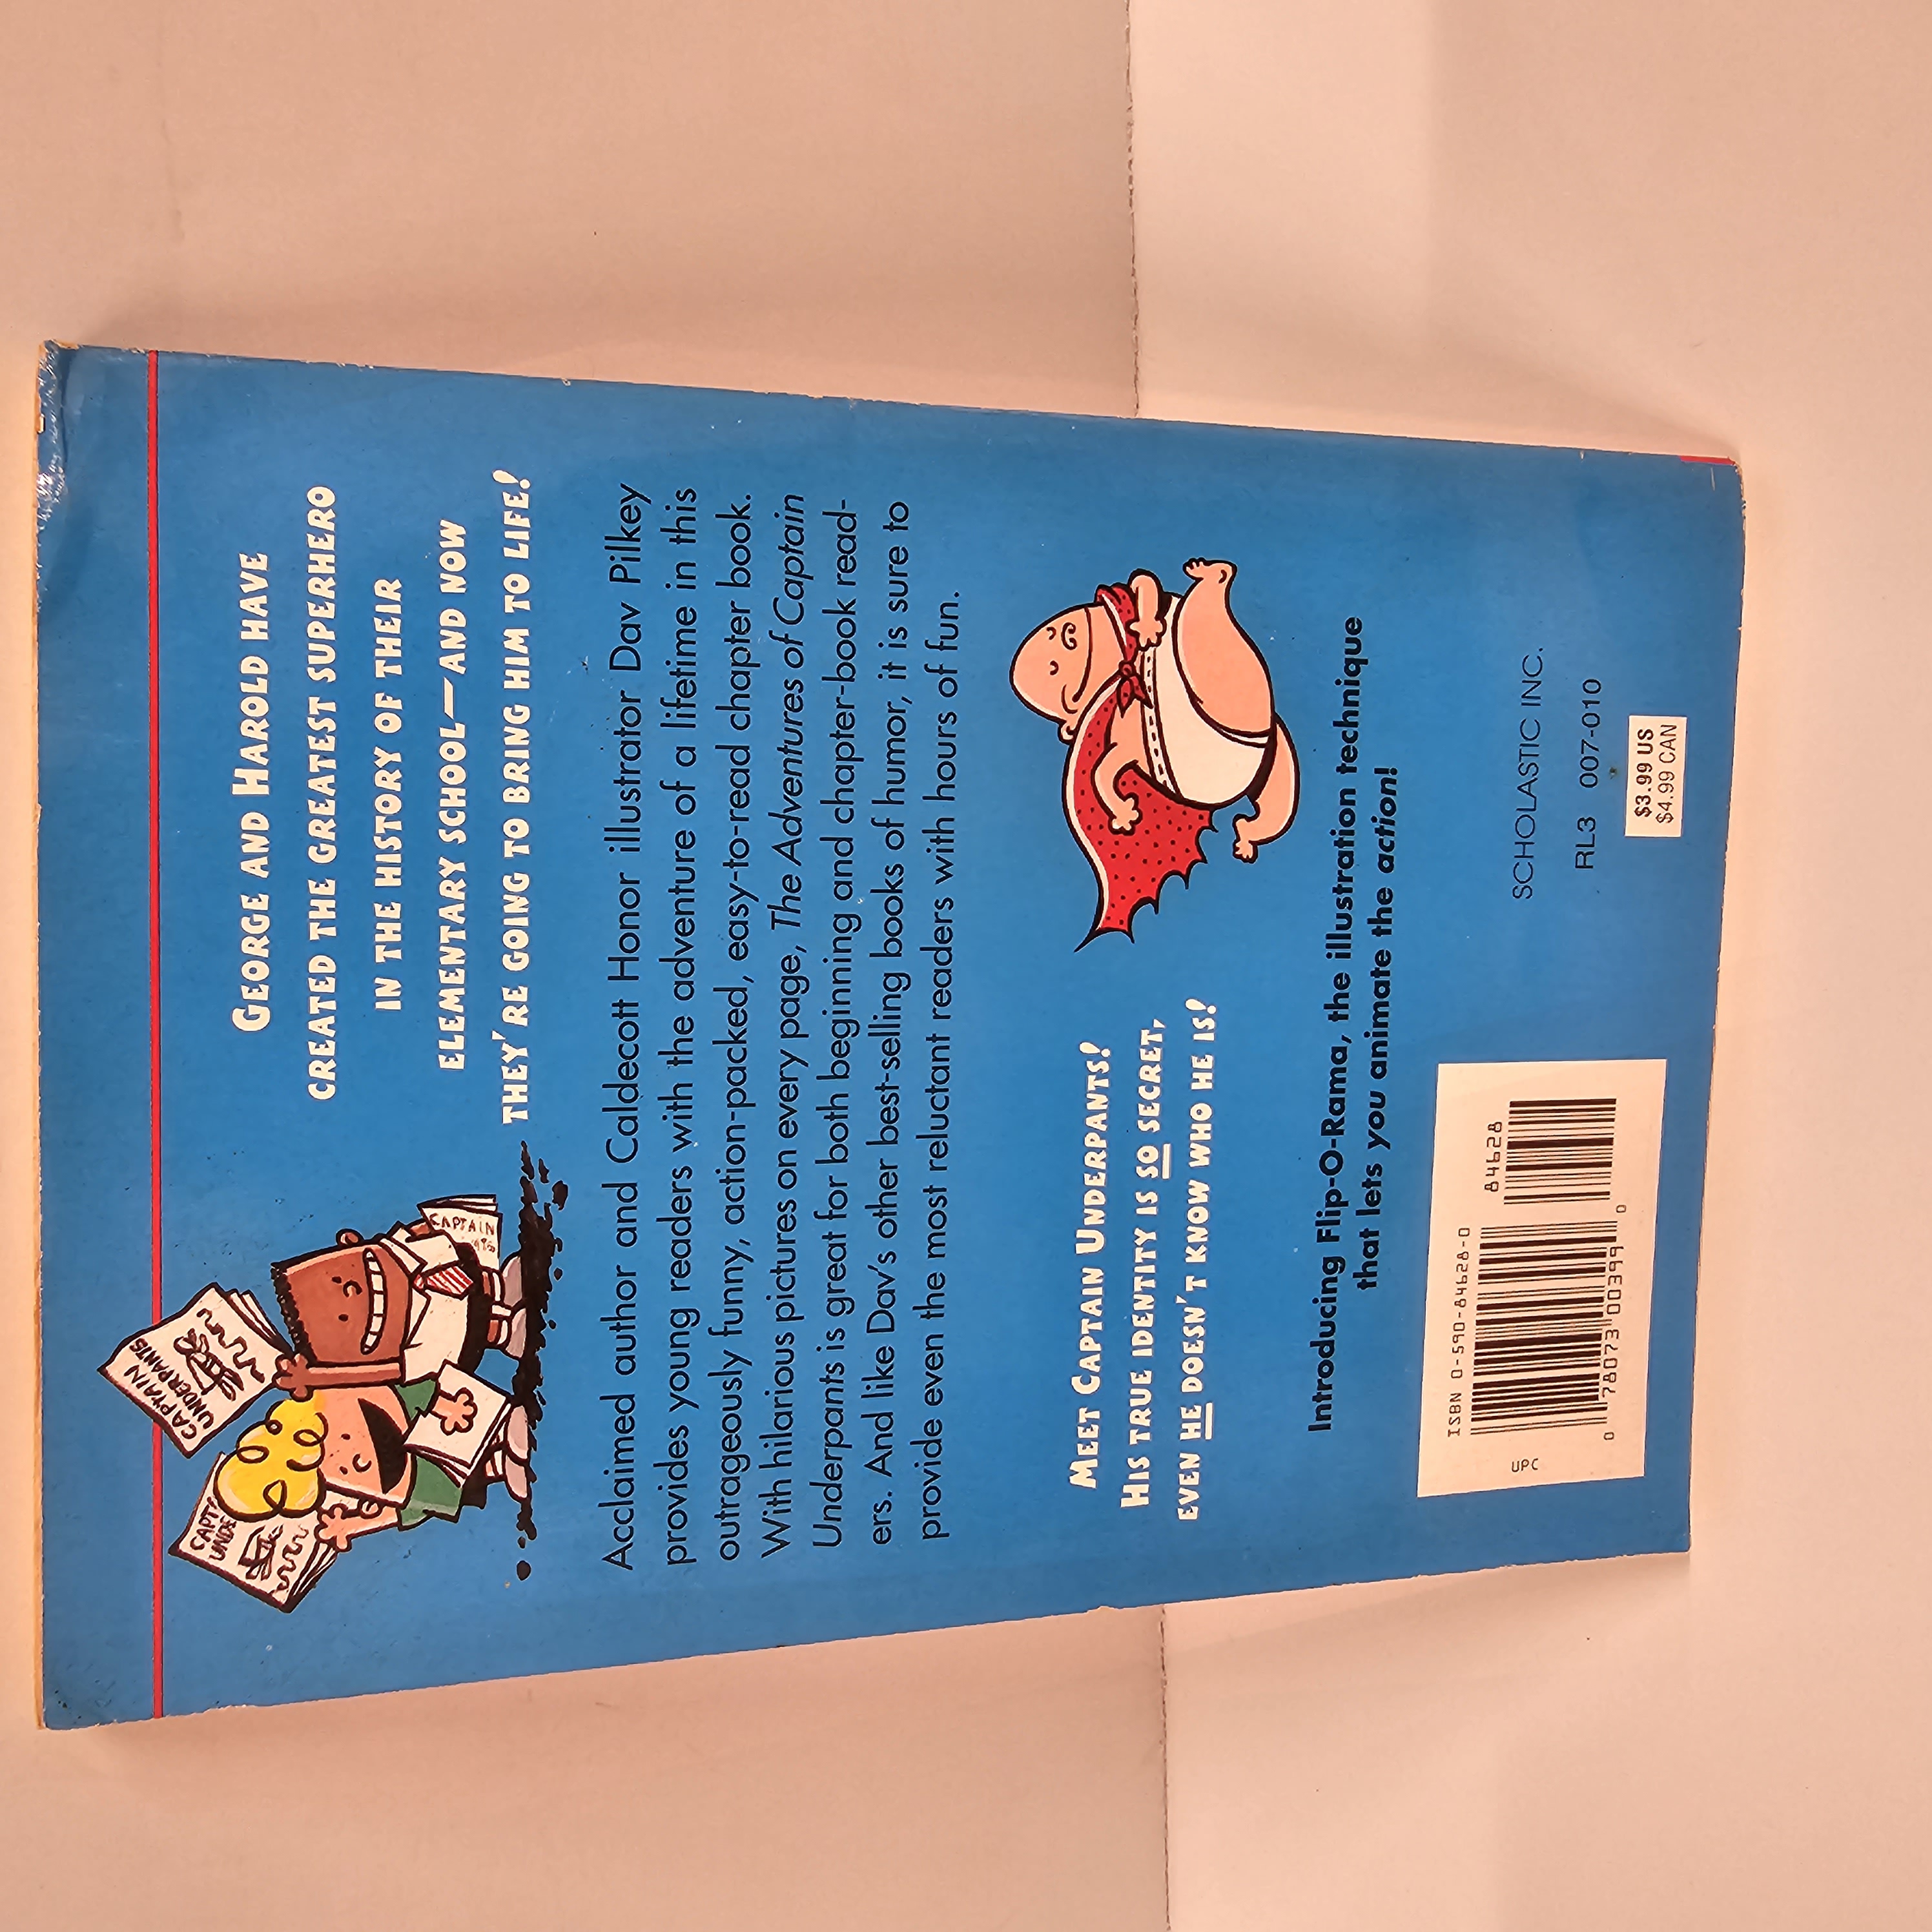 CAPTAIN
UNDERPANTS
CAPT
UNDE
CAPTAIN
GEORGE AND HAROLD HAVE
CREATED THE GREATEST SUPERHERO
IN THE HISTORY OF THEIR
ELEMENTARY SCHOOL—AND NOW
THEY'RE GOING TO BRING HIM TO LIFE!
Acclaimed author and Caldecott Honor illustrator Dav Pilkey
provides young readers with the adventure of a lifetime in this
outrageously funny, action-packed, easy-to-read chapter book.
With hilarious pictures on every page, The Adventures of Captain
Underpants is great for both beginning and chapter-book read-
ers. And like Dav's other best-selling books of humor, it is sure to
provide even the most reluctant readers with hours of fun.
MEET CAPTAIN UNDERPANTS!
HIS TRUE IDENTITY IS SO SECRET,
EVEN HE DOESN'T KNOW WHO HE IS!
Introducing Flip-O-Rama, the illustration technique
that lets you animate the action!
ISBN 0-590-84628-0
84628
UPC
0 78073 00399 0
SCHOLASTIC INC.
RL3 007-010
$3.99 US
$4.99 CAN